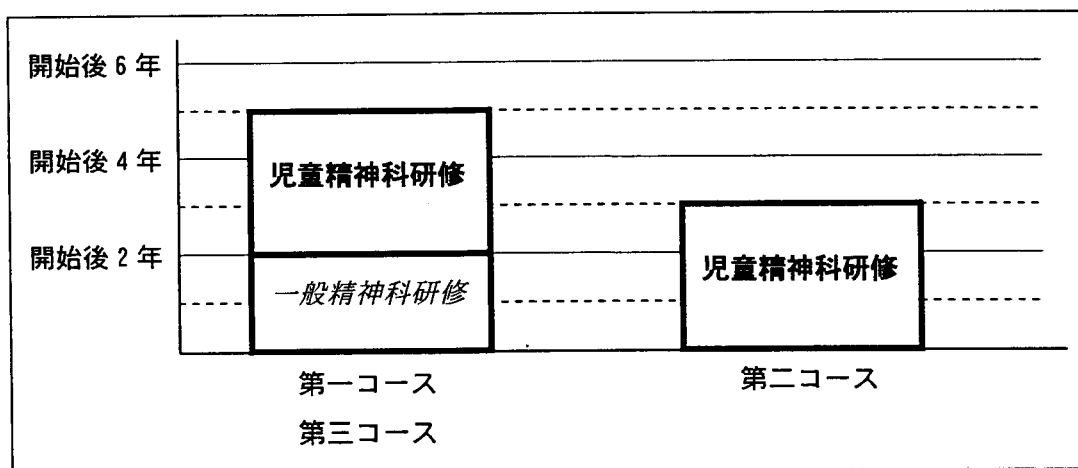 開始後 6 年
開始後 4 年
児童精神科研修
開始後 2 年
児童精神科研修
一般精神科研修
第一コース
第二コース
第三コース